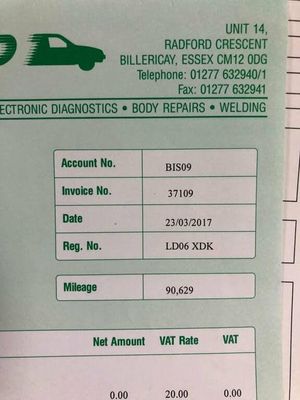 UNIT 14,
RADFORD CRESCENT
BILLERICAY, ESSEX CM12 0DG
Telephone: 01277 632940/1
Fax: 01277 632941
ECTRONIC DIAGNOSTICS • BODY REPAIRS • WELDING
Account No. BIS09
Invoice No. 37109
Date 23/03/2017
Reg. No. LD06 XDK
Mileage 90,629
Net Amount VAT Rate VAT
0.00 20.00 0.00